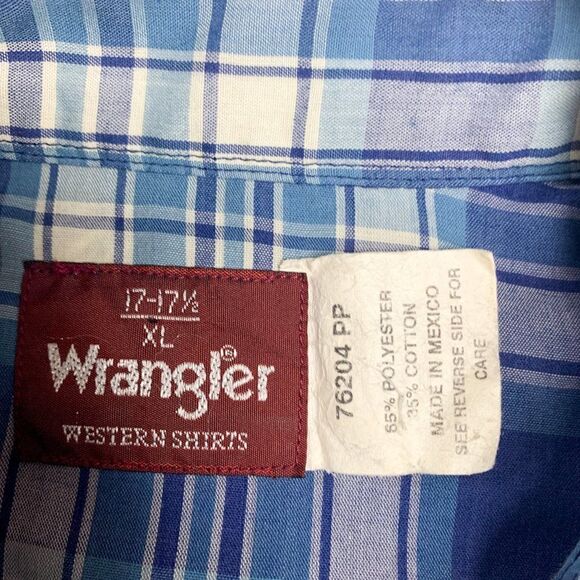 17-17½
XL
Wrangler®
WESTERN SHIRTS
76204 PP
65% POLYESTER
35% COTTON
MADE IN MEXICO
SEE REVERSE SIDE FOR
CARE